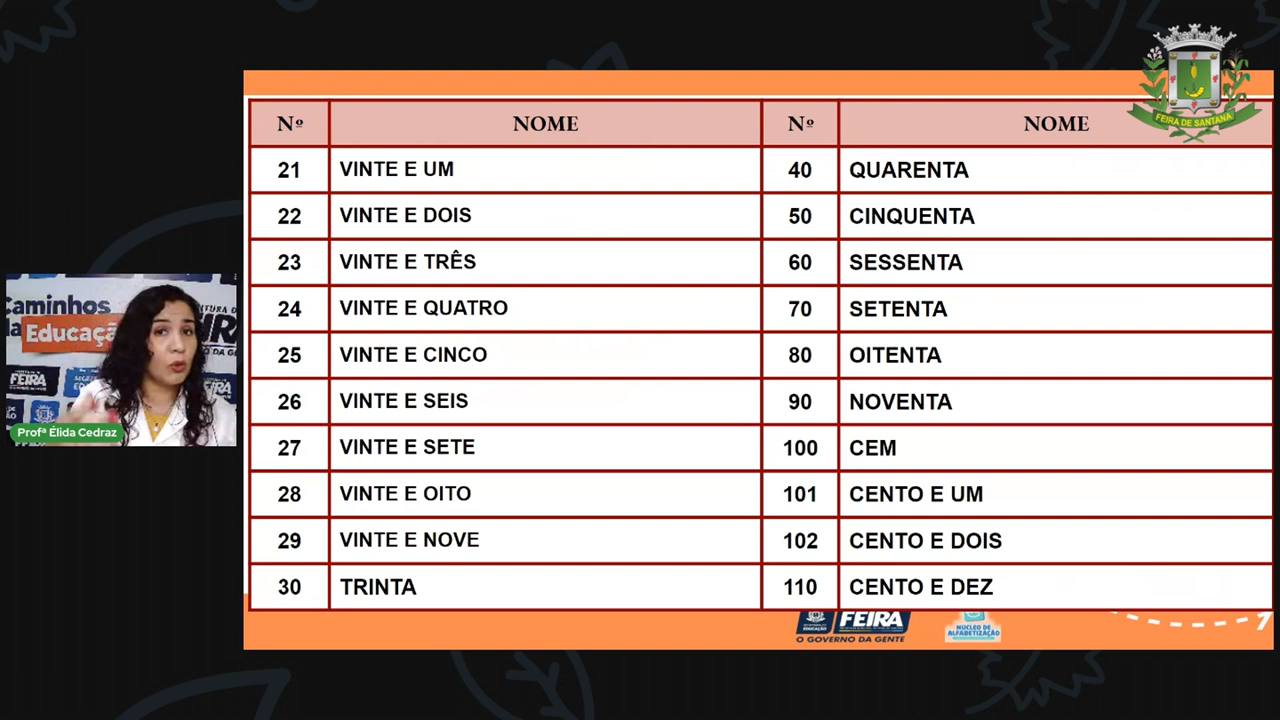 FEIRA DE SANTANA
Nº NOME Nº NOME
21 VINTE E UM 40 QUARENTA
22 VINTE E DOIS 50 CINQUENTA
23 VINTE E TRÊS 60 SESSENTA
24 VINTE E QUATRO 70 SETENTA
25 VINTE E CINCO 80 OITENTA
26 VINTE E SEIS 90 NOVENTA
27 VINTE E SETE 100 CEM
28 VINTE E OITO 101 CENTO E UM
29 VINTE E NOVE 102 CENTO E DOIS
30 TRINTA 110 CENTO E DEZ
Caminhos
Educaçã
FEIRA
Profª Élida Cedraz
FEIRA
O GOVERNO DA GENTE
NÚCLEO DE
ALFABETIZAÇÃO